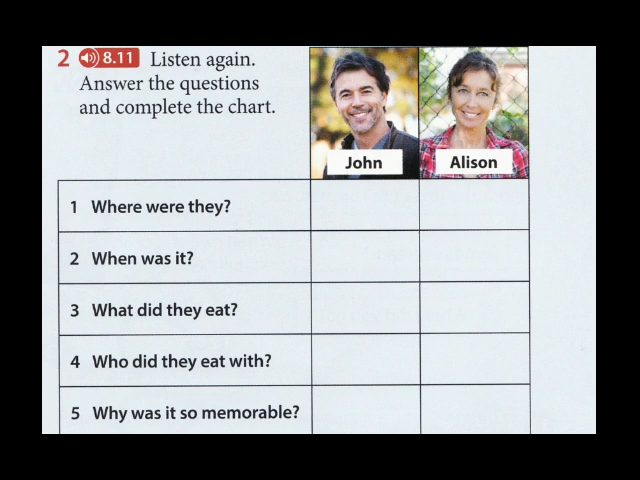 2 8.11 Listen again.
Answer the questions
and complete the chart.
John Alison
1 Where were they?
2 When was it?
3 What did they eat?
4 Who did they eat with?
5 Why was it so memorable?